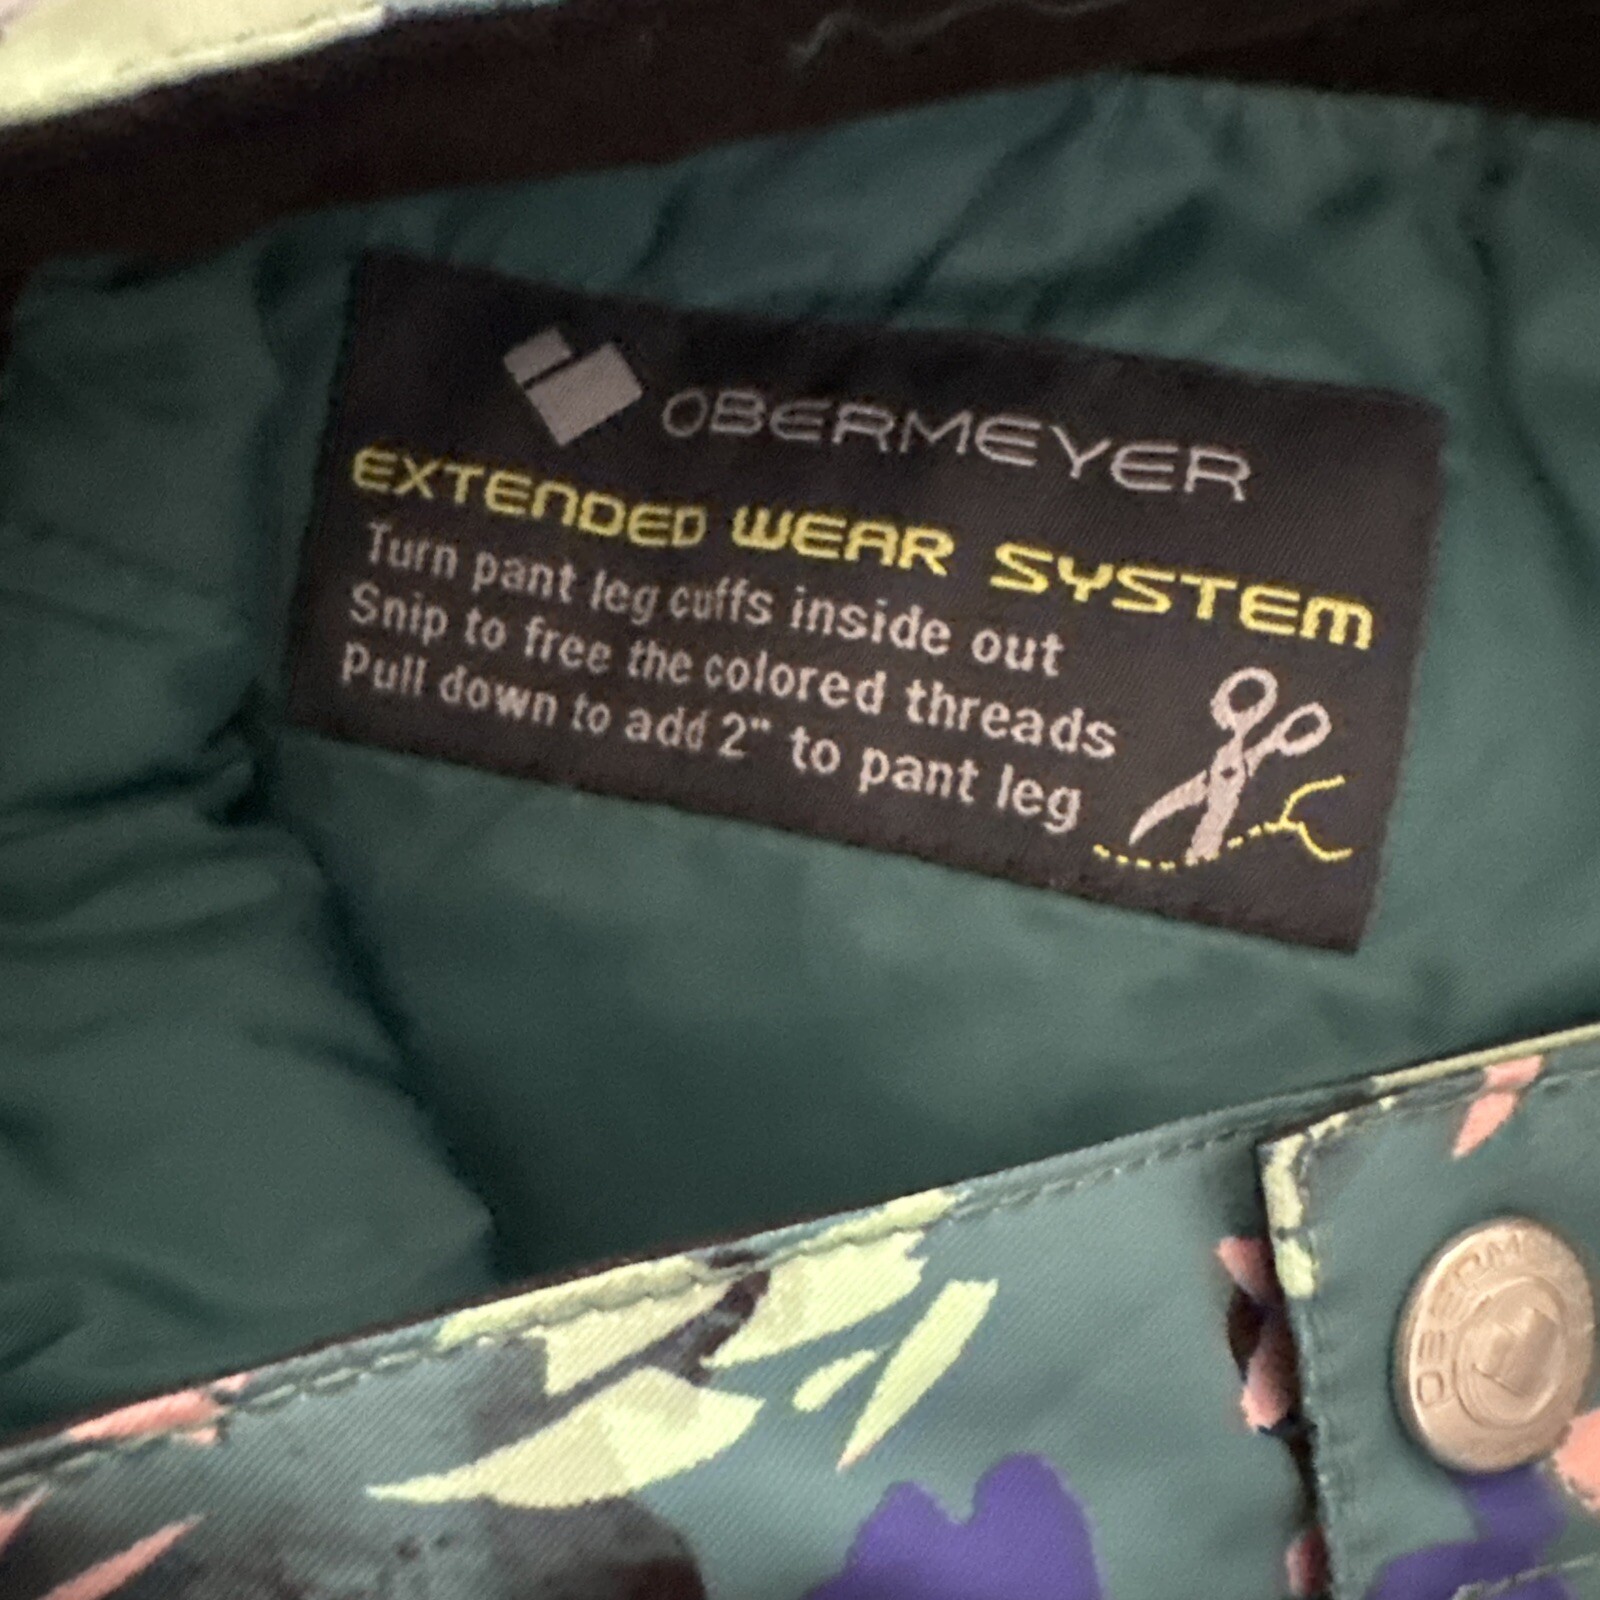 OBERMEYER
EXTENDED WEAR SYSTEM
Turn pant leg cuffs inside out
Snip to free the colored threads
Pull down to add 2" to pant leg